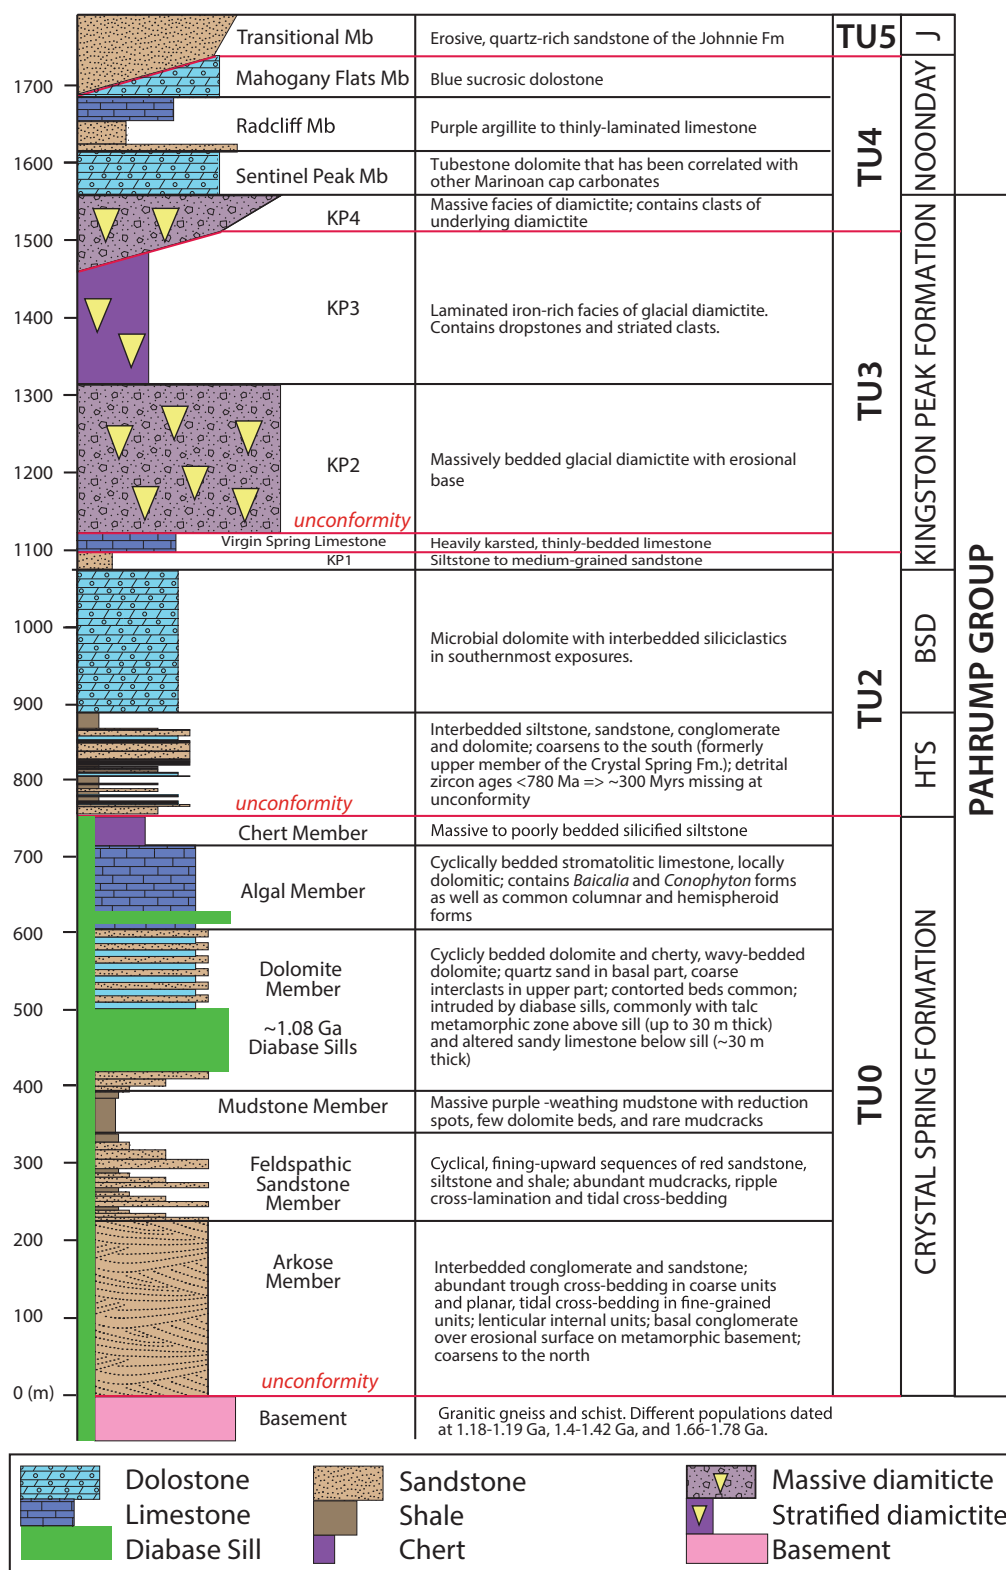 Transitional Mb
Erosive, quartz-rich sandstone of the Johnnie Fm
TU5
J
Mahogany Flats Mb
Blue sucrosic dolostone
1700
Radcliff Mb
Purple argillite to thinly-laminated limestone
TU4
NOONDAY
1600
Sentinel Peak Mb
Tubestone dolomite that has been correlated with
other Marinoan cap carbonates
KP4
Massive facies of diamictite; contains clasts of
underlying diamictite
1500
KP3
Laminated iron-rich facies of glacial diamictite.
Contains dropstones and striated clasts.
1400
TU3
KINGSTON PEAK FORMATION
1300
KP2
Massively bedded glacial diamictite with erosional
base
1200
unconformity
Virgin Spring Limestone
Heavily karsted, thinly-bedded limestone
1100
KP1
Siltstone to medium-grained sandstone
PAHRUMP GROUP
1000
Microbial dolomite with interbedded siliciclastics
in southernmost exposures.
BSD
TU2
900
Interbedded siltstone, sandstone, conglomerate
and dolomite; coarsens to the south (formerly
upper member of the Crystal Spring Fm.); detrital
zircon ages <780 Ma => ~300 Myrs missing at
unconformity
HTS
800
unconformity
Chert Member
Massive to poorly bedded silicified siltstone
700
Algal Member
Cyclically bedded stromatolitic limestone, locally
dolomitic; contains Baicalia and Conophyton forms
as well as common columnar and hemispheroid
forms
600
Dolomite
Member
~1.08 Ga
Diabase Sills
Cyclicly bedded dolomite and cherty, wavy-bedded
dolomite; quartz sand in basal part, coarse
interclasts in upper part; contorted beds common;
intruded by diabase sills, commonly with talc
metamorphic zone above sill (up to 30 m thick)
and altered sandy limestone below sill (~30 m
thick)
500
400
TU0
CRYSTAL SPRING FORMATION
Mudstone Member
Massive purple -weathing mudstone with reduction
spots, few dolomite beds, and rare mudcracks
300
Feldspathic
Sandstone
Member
Cyclical, fining-upward sequences of red sandstone,
siltstone and shale; abundant mudcracks, ripple
cross-lamination and tidal cross-bedding
200
Arkose
Member
Interbedded conglomerate and sandstone;
abundant trough cross-bedding in coarse units
and planar, tidal cross-bedding in fine-grained
units; lenticular internal units; basal conglomerate
over erosional surface on metamorphic basement;
coarsens to the north
100
unconformity
0 (m)
Basement
Granitic gneiss and schist. Different populations dated
at 1.18-1.19 Ga, 1.4-1.42 Ga, and 1.66-1.78 Ga.
Dolostone
Limestone
Diabase Sill
Sandstone
Shale
Chert
Massive diamiticte
Stratified diamictite
Basement